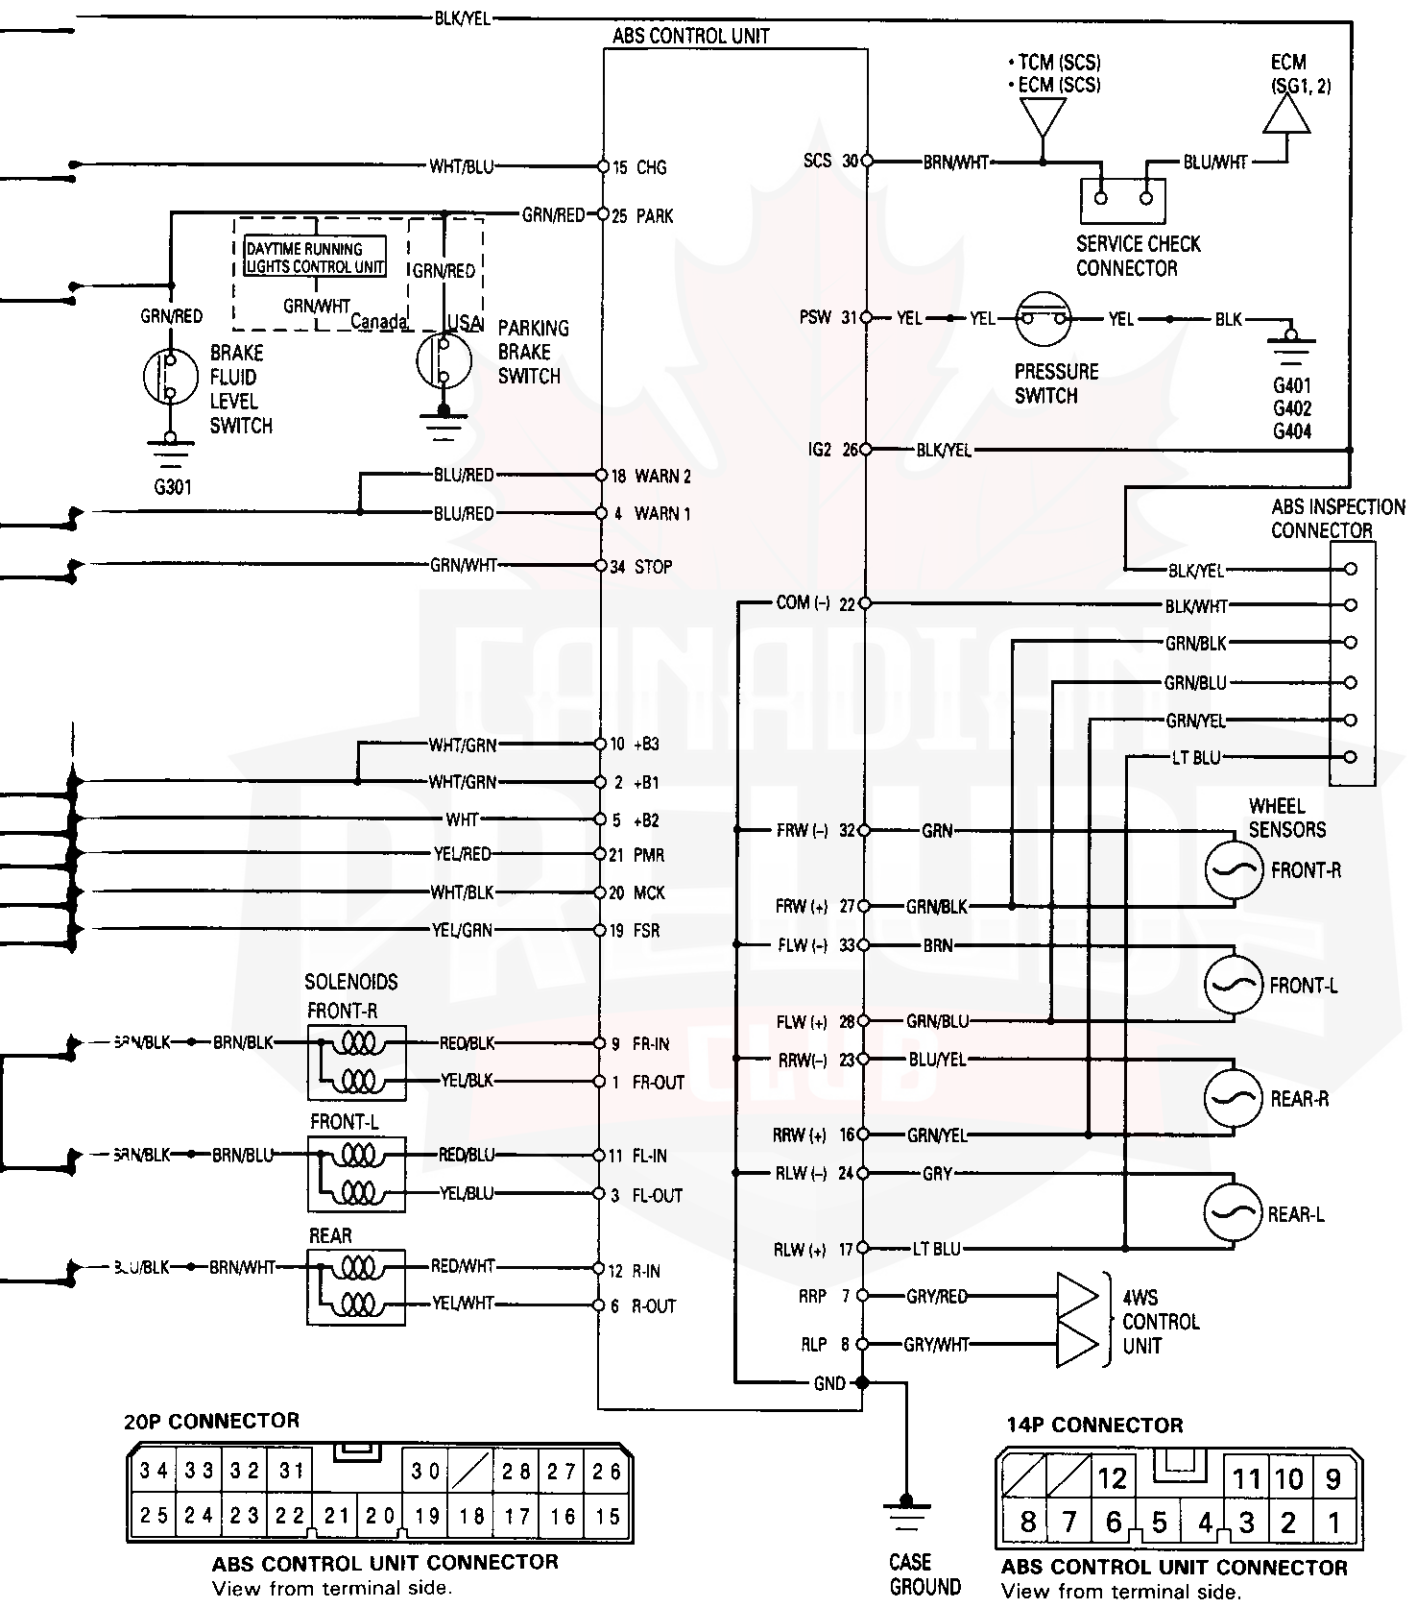 BLK/YEL
ABS CONTROL UNIT
• TCM (SCS)
• ECM (SCS)
ECM
(SG1, 2)
WHT/BLU
15 CHG
SCS 30
BRN/WHT
BLU/WHT
GRN/RED
25 PARK
DAYTIME RUNNING
LIGHTS CONTROL UNIT
GRN/RED
GRN/WHT
Canada
USA
SERVICE CHECK
CONNECTOR
GRN/RED
BRAKE
FLUID
LEVEL
SWITCH
PARKING
BRAKE
SWITCH
PSW 31
YEL
YEL
YEL
BLK
PRESSURE
SWITCH
G401
G402
G404
G301
IG2 26
BLK/YEL
BLU/RED
18 WARN 2
BLU/RED
4 WARN 1
GRN/WHT
34 STOP
ABS INSPECTION
CONNECTOR
BLK/YEL
COM (–) 22
BLK/WHT
GRN/BLK
GRN/BLU
GRN/YEL
LT BLU
CANADIAN
PRELUDE
CLUB
WHT/GRN
10 +B3
WHT/GRN
2 +B1
WHT
5 +B2
YEL/RED
21 PMR
WHT/BLK
20 MCK
YEL/GRN
19 FSR
WHEEL
SENSORS
FRW (–) 32
GRN
FRONT-R
FRW (+) 27
GRN/BLK
FLW (–) 33
BRN
FRONT-L
FLW (+) 28
GRN/BLU
RRW(–) 23
BLU/YEL
REAR-R
RRW (+) 16
GRN/YEL
RLW (–) 24
GRY
REAR-L
RLW (+) 17
LT BLU
RRP 7
GRY/RED
RLP 8
GRY/WHT
4WS
CONTROL
UNIT
GND
SOLENOIDS
FRONT-R
BRN/BLK
BRN/BLK
RED/BLK
9 FR-IN
YEL/BLK
1 FR-OUT
FRONT-L
BRN/BLK
BRN/BLU
RED/BLU
11 FL-IN
YEL/BLU
3 FL-OUT
REAR
BLU/BLK
BRN/WHT
RED/WHT
12 R-IN
YEL/WHT
6 R-OUT
20P CONNECTOR
34 33 32 31 30 28 27 26
25 24 23 22 21 20 19 18 17 16 15
ABS CONTROL UNIT CONNECTOR
View from terminal side.
CASE
GROUND
14P CONNECTOR
12 11 10 9
8 7 6 5 4 3 2 1
ABS CONTROL UNIT CONNECTOR
View from terminal side.